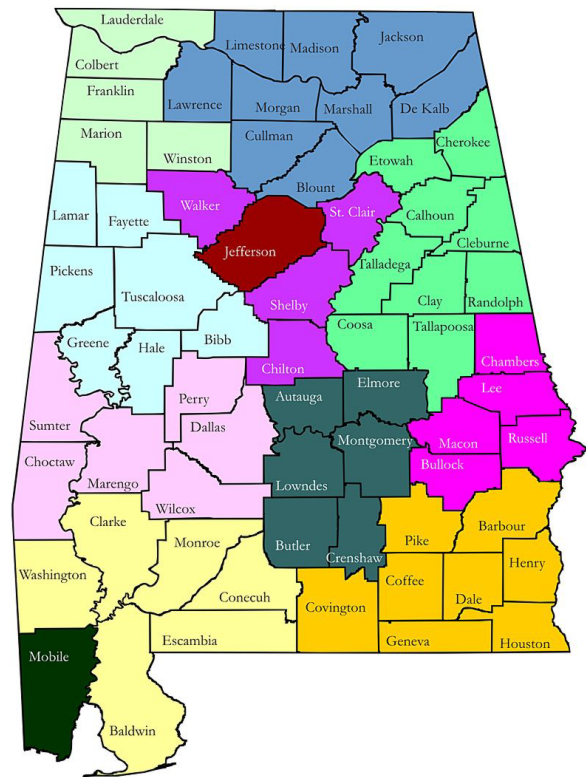 Lauderdale
Limestone
Madison
Jackson
Colbert
Franklin
Lawrence
Morgan
Marshall
De Kalb
Marion
Winston
Cullman
Cherokee
Etowah
Blount
Walker
St. Clair
Calhoun
Lamar
Fayette
Jefferson
Cleburne
Talladega
Pickens
Tuscaloosa
Shelby
Clay
Randolph
Greene
Hale
Bibb
Coosa
Tallapoosa
Chilton
Chambers
Perry
Autauga
Elmore
Lee
Sumter
Dallas
Montgomery
Macon
Russell
Choctaw
Marengo
Lowndes
Bullock
Wilcox
Clarke
Monroe
Butler
Crenshaw
Pike
Barbour
Washington
Conecuh
Coffee
Dale
Henry
Covington
Escambia
Geneva
Houston
Mobile
Baldwin